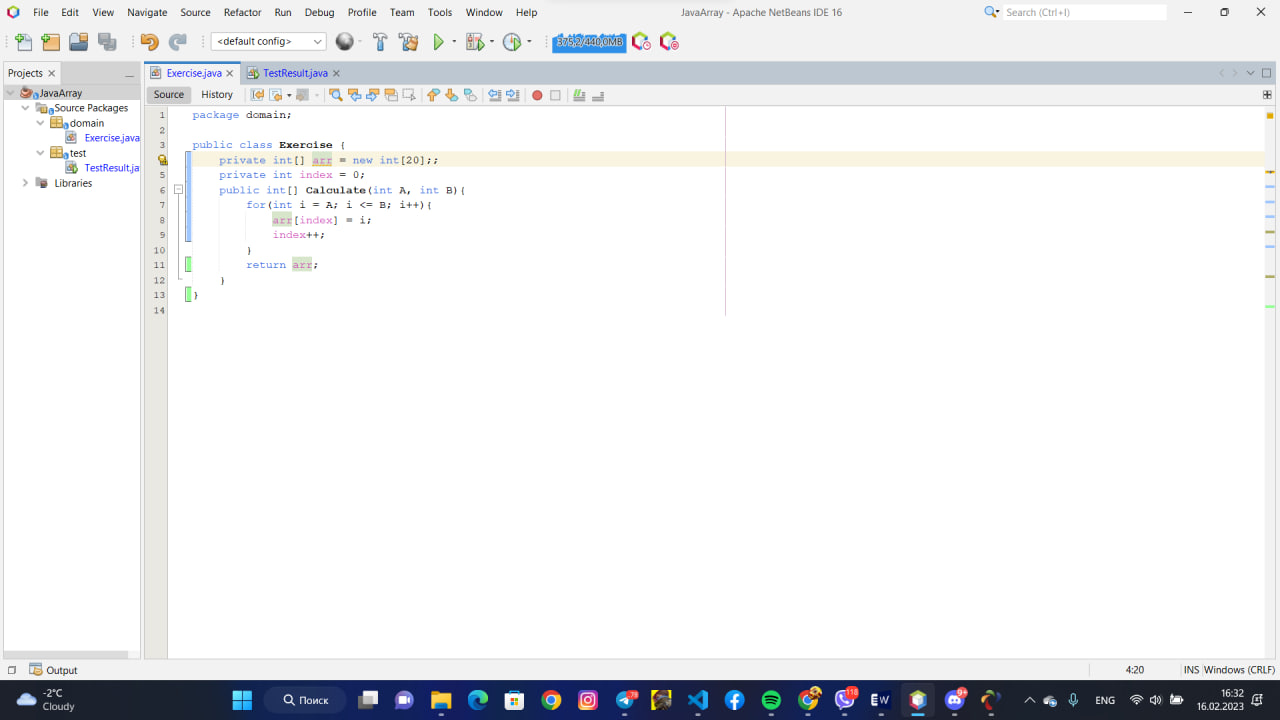 File Edit View Navigate Source Refactor Run Debug Profile Team Tools Window Help JavaArray - Apache NetBeans IDE 16 Search (Ctrl+I)
<default config> 375,2/440,0MB
Projects Exercise.java TestResult.java
JavaArray Source History
Source Packages
domain
Exercise.java
test
TestResult.ja
Libraries
1 package domain;
2
3 public class Exercise {
4 private int[] arr = new int[20];;
5 private int index = 0;
6 public int[] Calculate(int A, int B){
7 for(int i = A; i <= B; i++){
8 arr[index] = i;
9 index++;
10 }
11 return arr;
12 }
13 }
14
Output 4:20 INS Windows (CRLF)
-2°C
Cloudy
Поиск
78
118
9+
ENG
16:32
16.02.2023